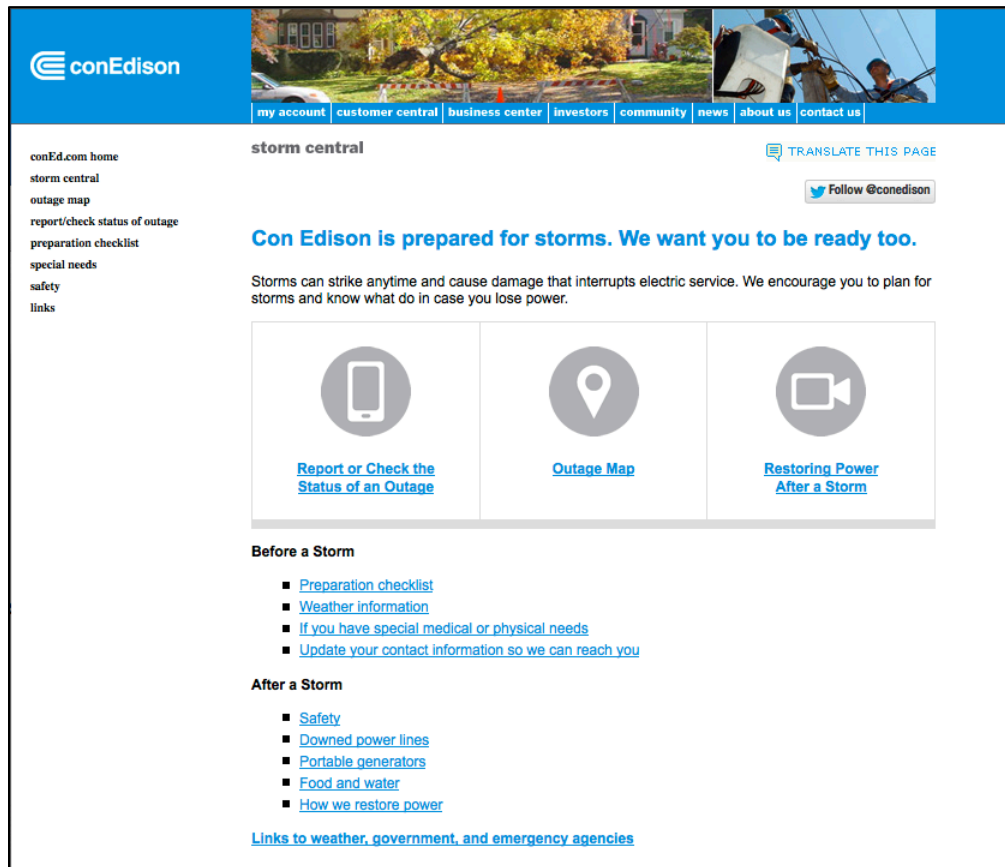 conEdison
my account customer central business center investors community news about us contact us
conEd.com home
storm central
outage map
report/check status of outage
preparation checklist
special needs
safety
links
storm central
TRANSLATE THIS PAGE
Follow @conedison
Con Edison is prepared for storms. We want you to be ready too.
Storms can strike anytime and cause damage that interrupts electric service. We encourage you to plan for
storms and know what do in case you lose power.
Report or Check the
Status of an Outage
Outage Map
Restoring Power
After a Storm
Before a Storm
Preparation checklist
Weather information
If you have special medical or physical needs
Update your contact information so we can reach you
After a Storm
Safety
Downed power lines
Portable generators
Food and water
How we restore power
Links to weather, government, and emergency agencies